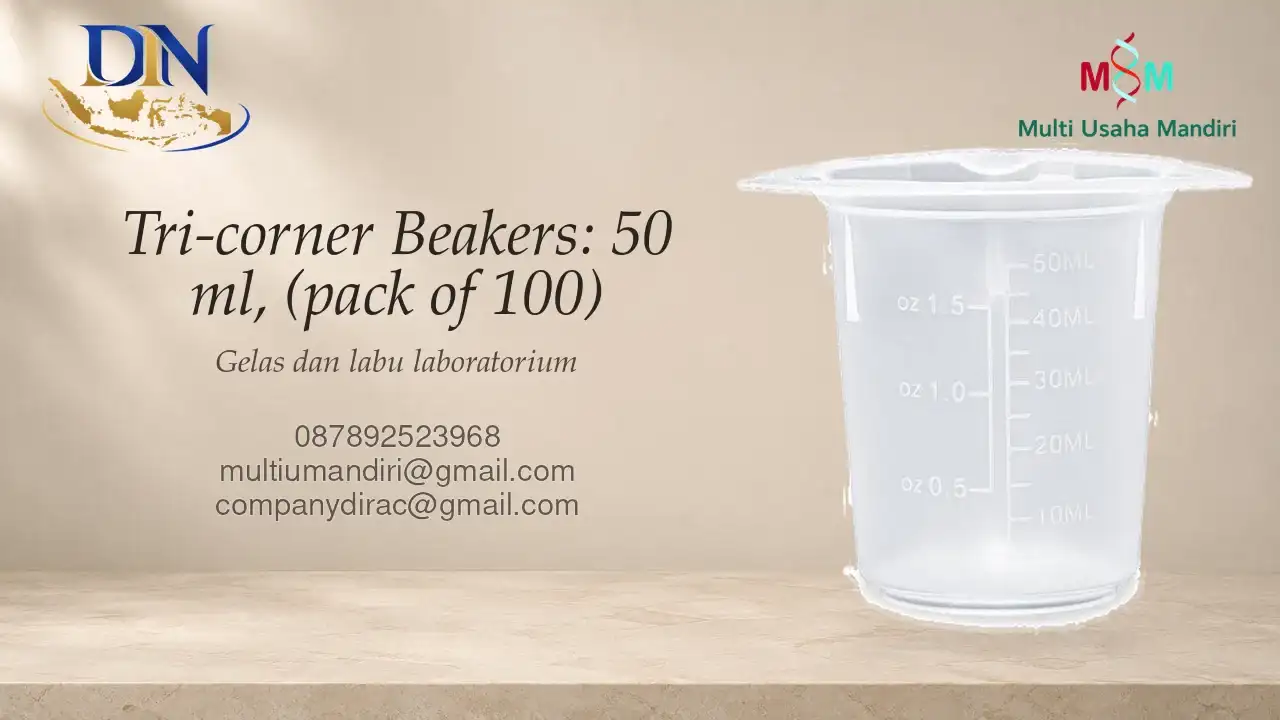 DN
M M
Multi Usaha Mandiri
Tri-corner Beakers: 50
ml, (pack of 100)
Gelas dan labu laboratorium
087892523968
multiumandiri@gmail.com
companydirac@gmail.com
50ML
oz 1.5
40ML
30ML
oz 1.0
20ML
oz 0.5
10ML